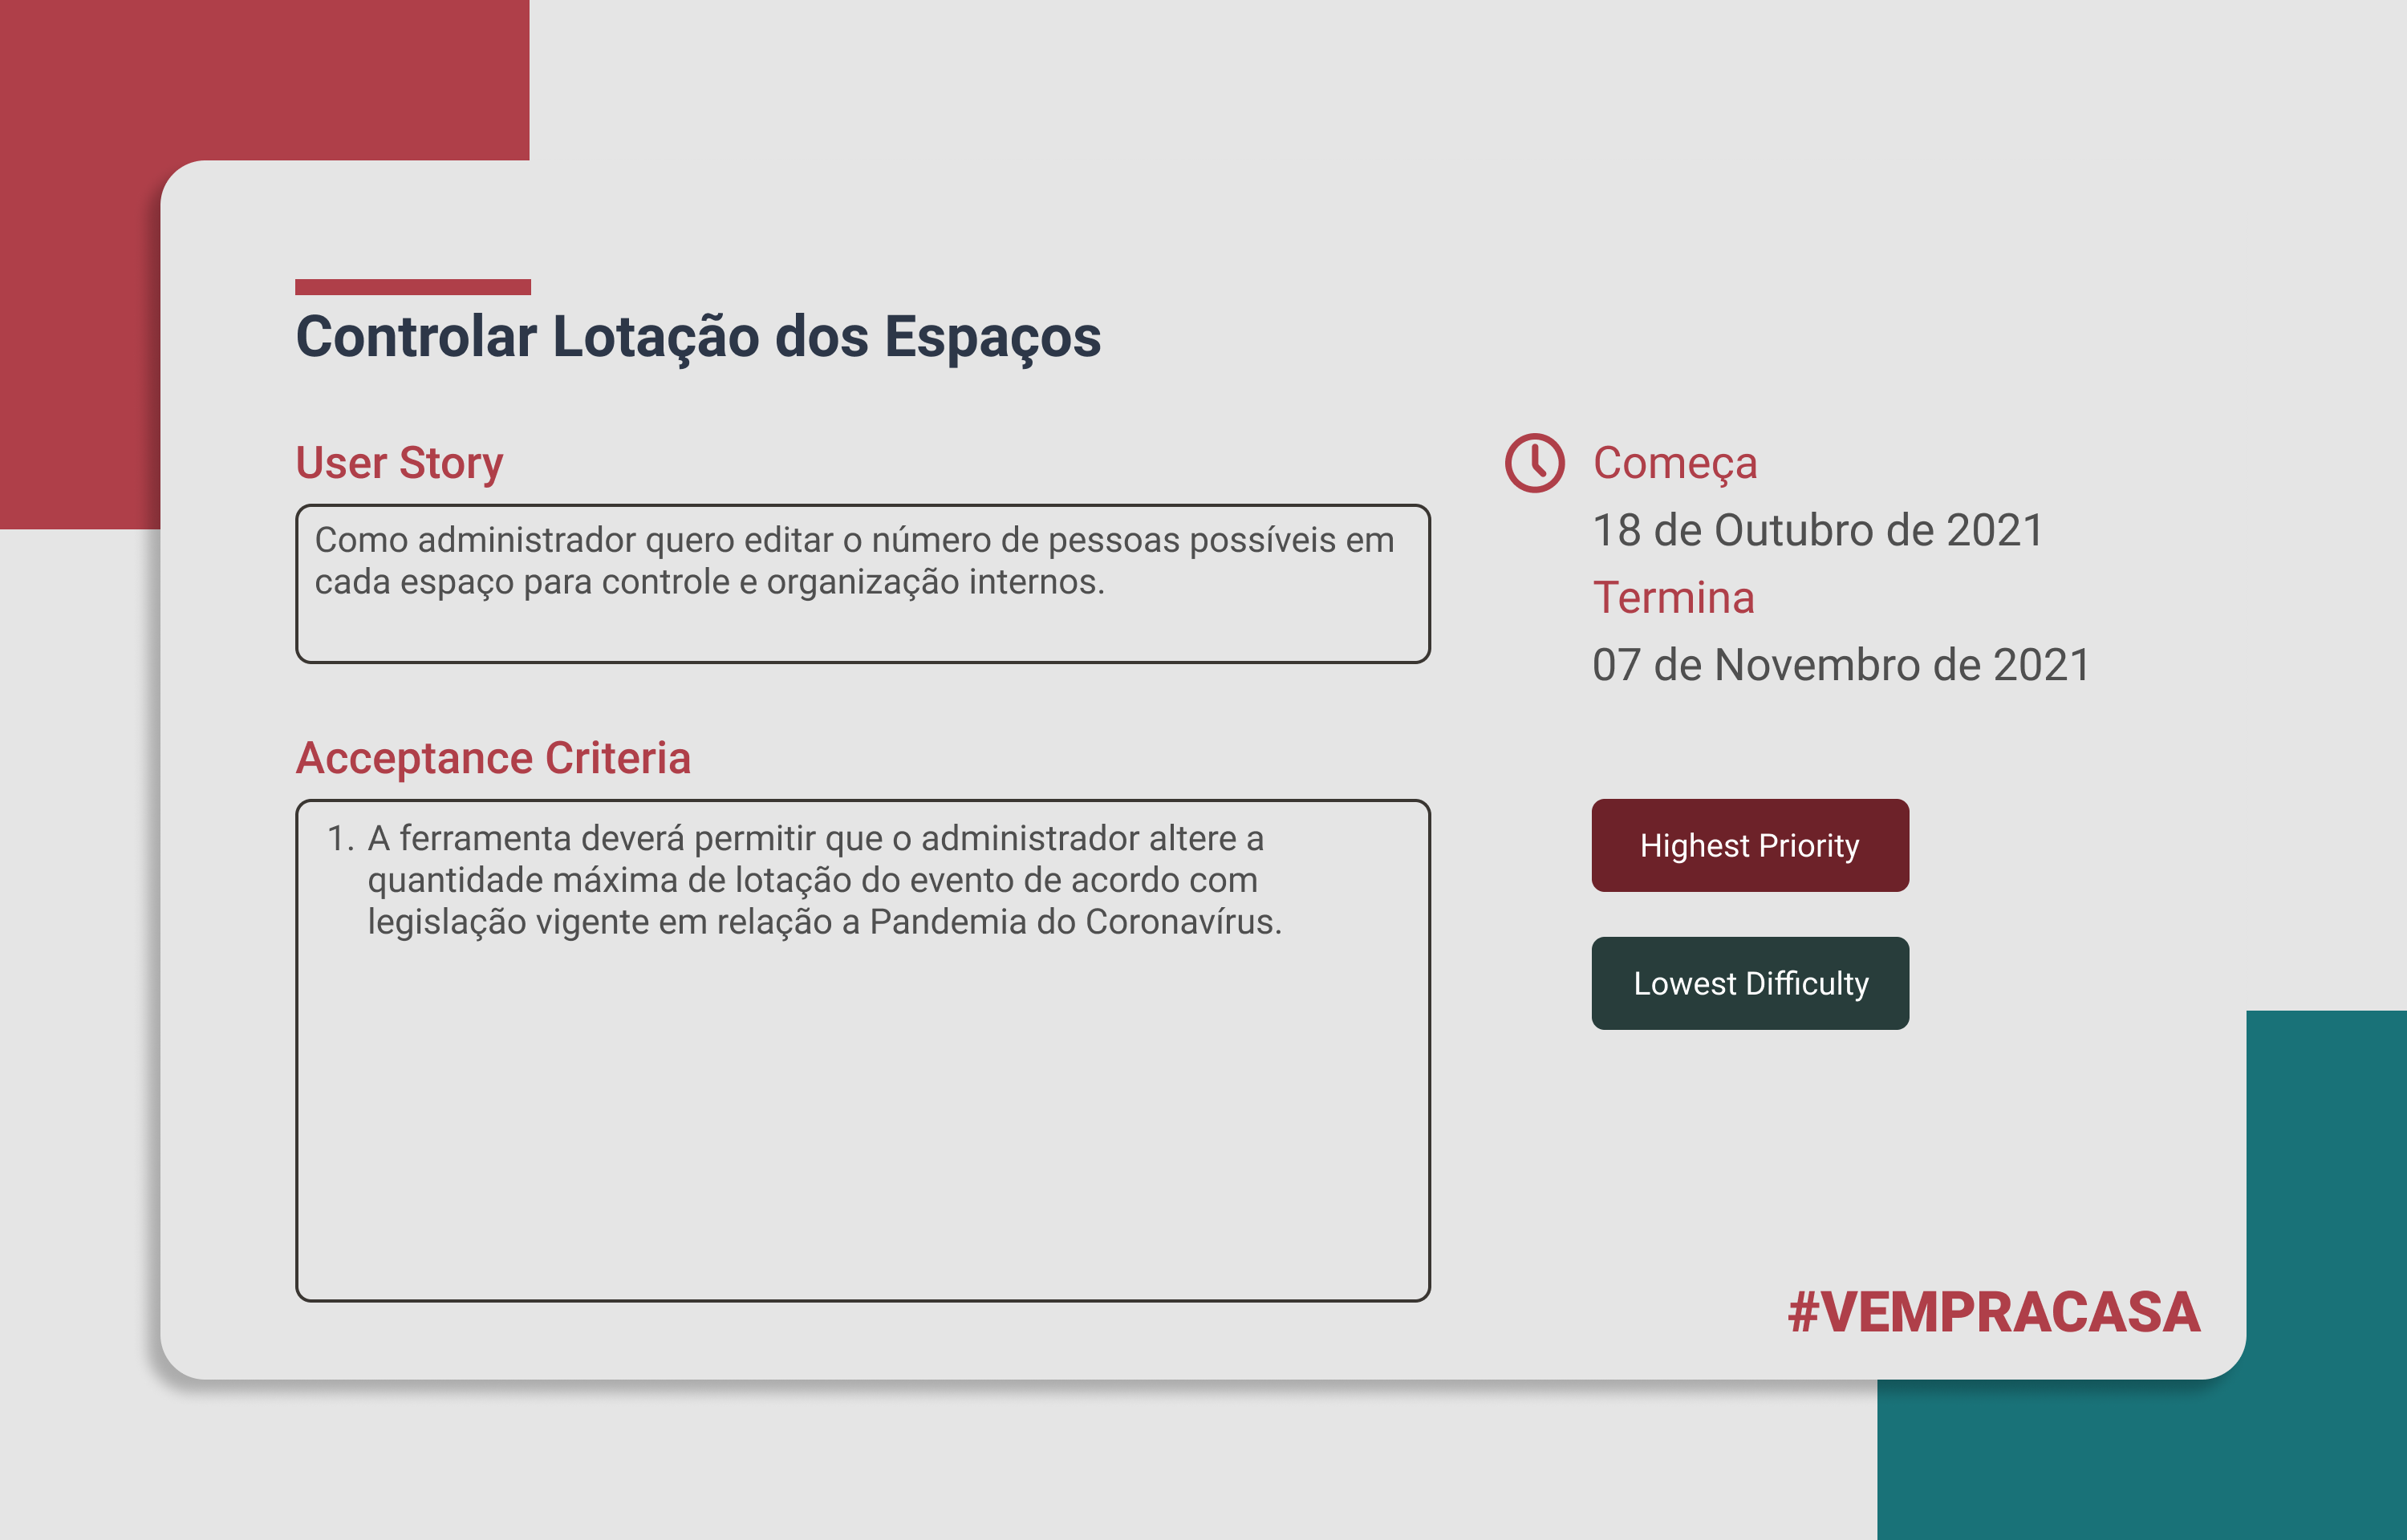 Controlar Lotação dos Espaços
User Story
Como administrador quero editar o número de pessoas possíveis em
cada espaço para controle e organização internos.
Acceptance Criteria
1. A ferramenta deverá permitir que o administrador altere a
quantidade máxima de lotação do evento de acordo com
legislação vigente em relação a Pandemia do Coronavírus.
Começa
18 de Outubro de 2021
Termina
07 de Novembro de 2021
Highest Priority
Lowest Difficulty
#VEMPRACASA